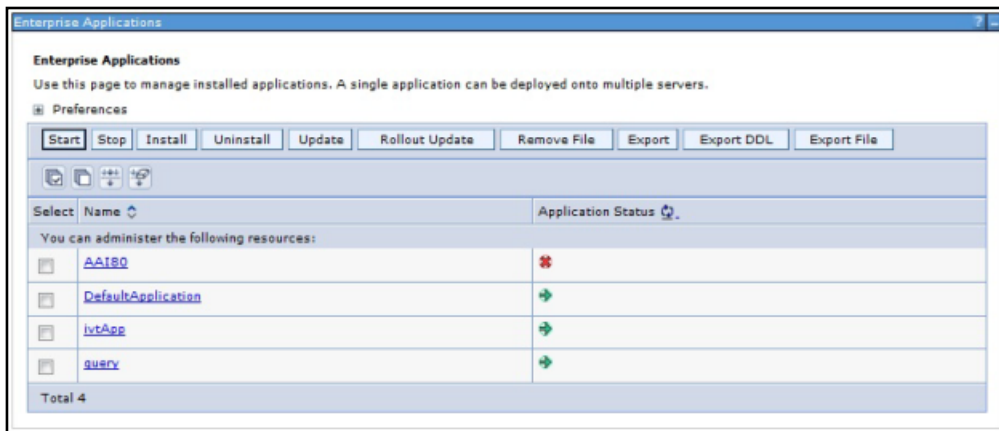 Enterprise Applications ? –
Enterprise Applications
Use this page to manage installed applications. A single application can be deployed onto multiple servers.
+ Preferences
Start Stop Install Uninstall Update Rollout Update Remove File Export Export DDL Export File
Select Name Application Status
You can administer the following resources:
AAI80
DefaultApplication
ivtApp
query
Total 4